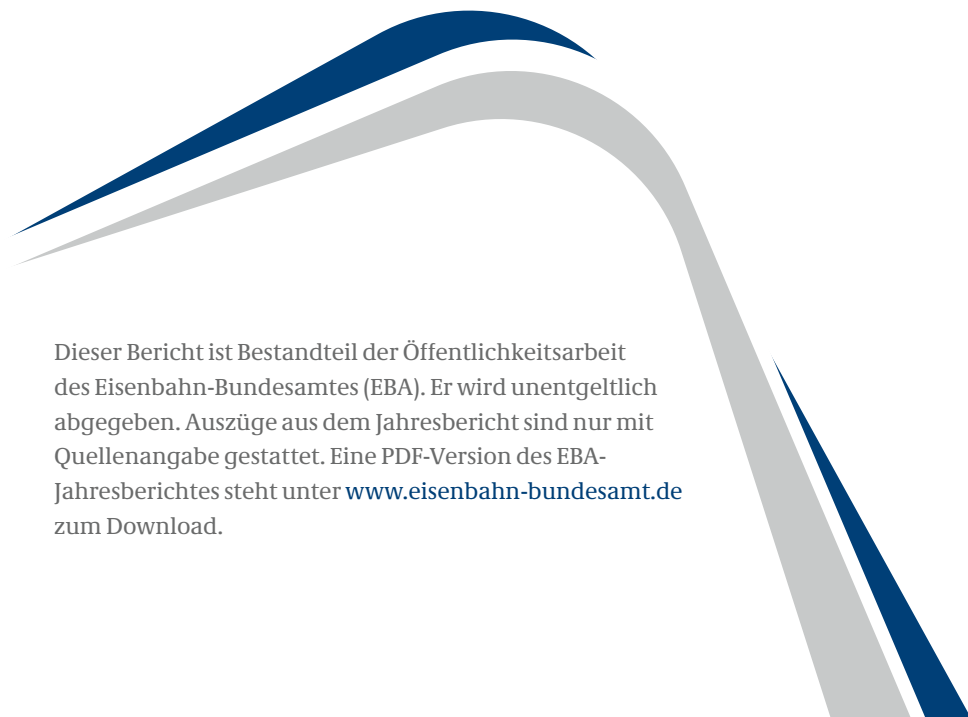 Dieser Bericht ist Bestandteil der Öffentlichkeitsarbeit
des Eisenbahn-Bundesamtes (EBA). Er wird unentgeltlich
abgegeben. Auszüge aus dem Jahresbericht sind nur mit
Quellenangabe gestattet. Eine PDF-Version des EBA-
Jahresberichtes steht unter www.eisenbahn-bundesamt.de
zum Download.